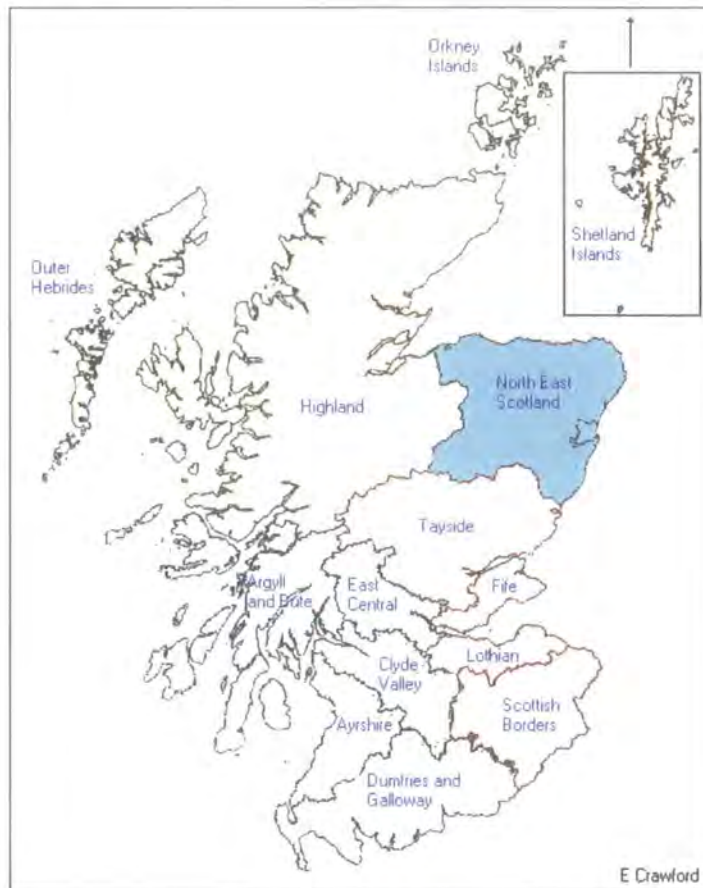 Orkney
Islands
Shetland
Islands
Outer
Hebrides
Highland
North East
Scotland
Tayside
Argyll
and Bute
East
Central
Fife
Lothian
Clyde
Valley
Scottish
Borders
Ayrshire
Dumfries and
Galloway
E Crawford